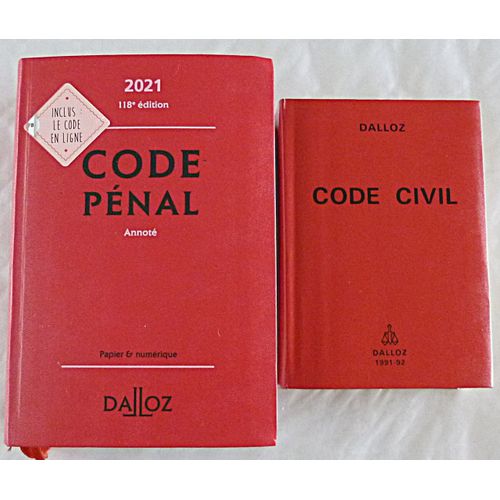 2021
118e édition
INCLUS :
LE CODE
EN LIGNE
CODE
PÉNAL
Annoté
Papier & numérique
DALLOZ
DALLOZ
CODE CIVIL
DALLOZ
1991-92